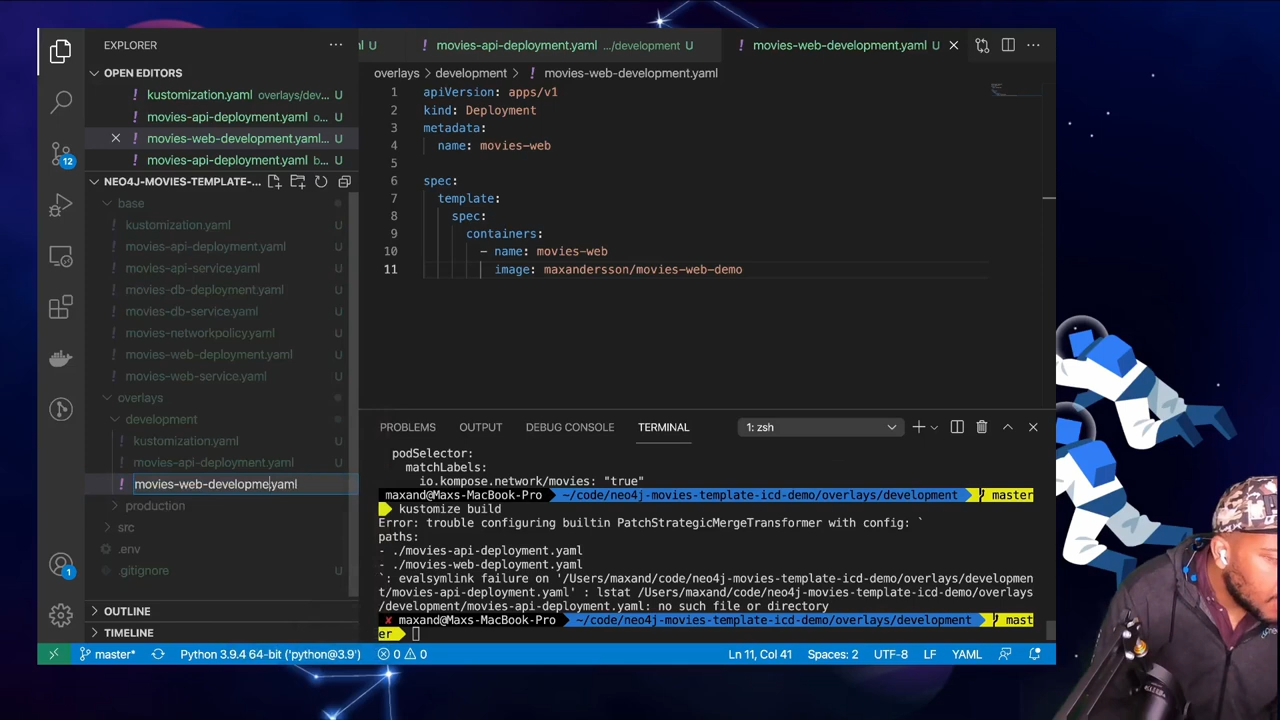 EXPLORER
OPEN EDITORS
kustomization.yaml overlays/dev... U
movies-api-deployment.yaml o... U
movies-web-development.yaml... U
movies-api-deployment.yaml b... U
NEO4J-MOVIES-TEMPLATE-...
base
kustomization.yaml U
movies-api-deployment.yaml U
movies-api-service.yaml U
movies-db-deployment.yaml U
movies-db-service.yaml U
movies-networkpolicy.yaml U
movies-web-deployment.yaml U
movies-web-service.yaml U
overlays
development
kustomization.yaml U
movies-api-deployment.yaml U
movies-web-developme.yaml
production
src
.env U
.gitignore U
OUTLINE
TIMELINE
12
1
U
movies-api-deployment.yaml .../development U
movies-web-development.yaml U
overlays > development > movies-web-development.yaml
1 apiVersion: apps/v1
2 kind: Deployment
3 metadata:
4 name: movies-web
5
6 spec:
7 template:
8 spec:
9 containers:
10 - name: movies-web
11 image: maxandersson/movies-web-demo
PROBLEMS OUTPUT DEBUG CONSOLE TERMINAL 1: zsh
podSelector:
matchLabels:
io.kompose.network/movies: "true"
maxand@Maxs-MacBook-Pro ~/code/neo4j-movies-template-icd-demo/overlays/development master
kustomize build
Error: trouble configuring builtin PatchStrategicMergeTransformer with config: `
paths:
- ./movies-api-deployment.yaml
- ./movies-web-deployment.yaml
`: evalsymlink failure on '/Users/maxand/code/neo4j-movies-template-icd-demo/overlays/developmen
t/movies-api-deployment.yaml' : lstat /Users/maxand/code/neo4j-movies-template-icd-demo/overlays
/development/movies-api-deployment.yaml: no such file or directory
✘ maxand@Maxs-MacBook-Pro ~/code/neo4j-movies-template-icd-demo/overlays/development mast
er
master* Python 3.9.4 64-bit ('python@3.9') 0 0 Ln 11, Col 41 Spaces: 2 UTF-8 LF YAML